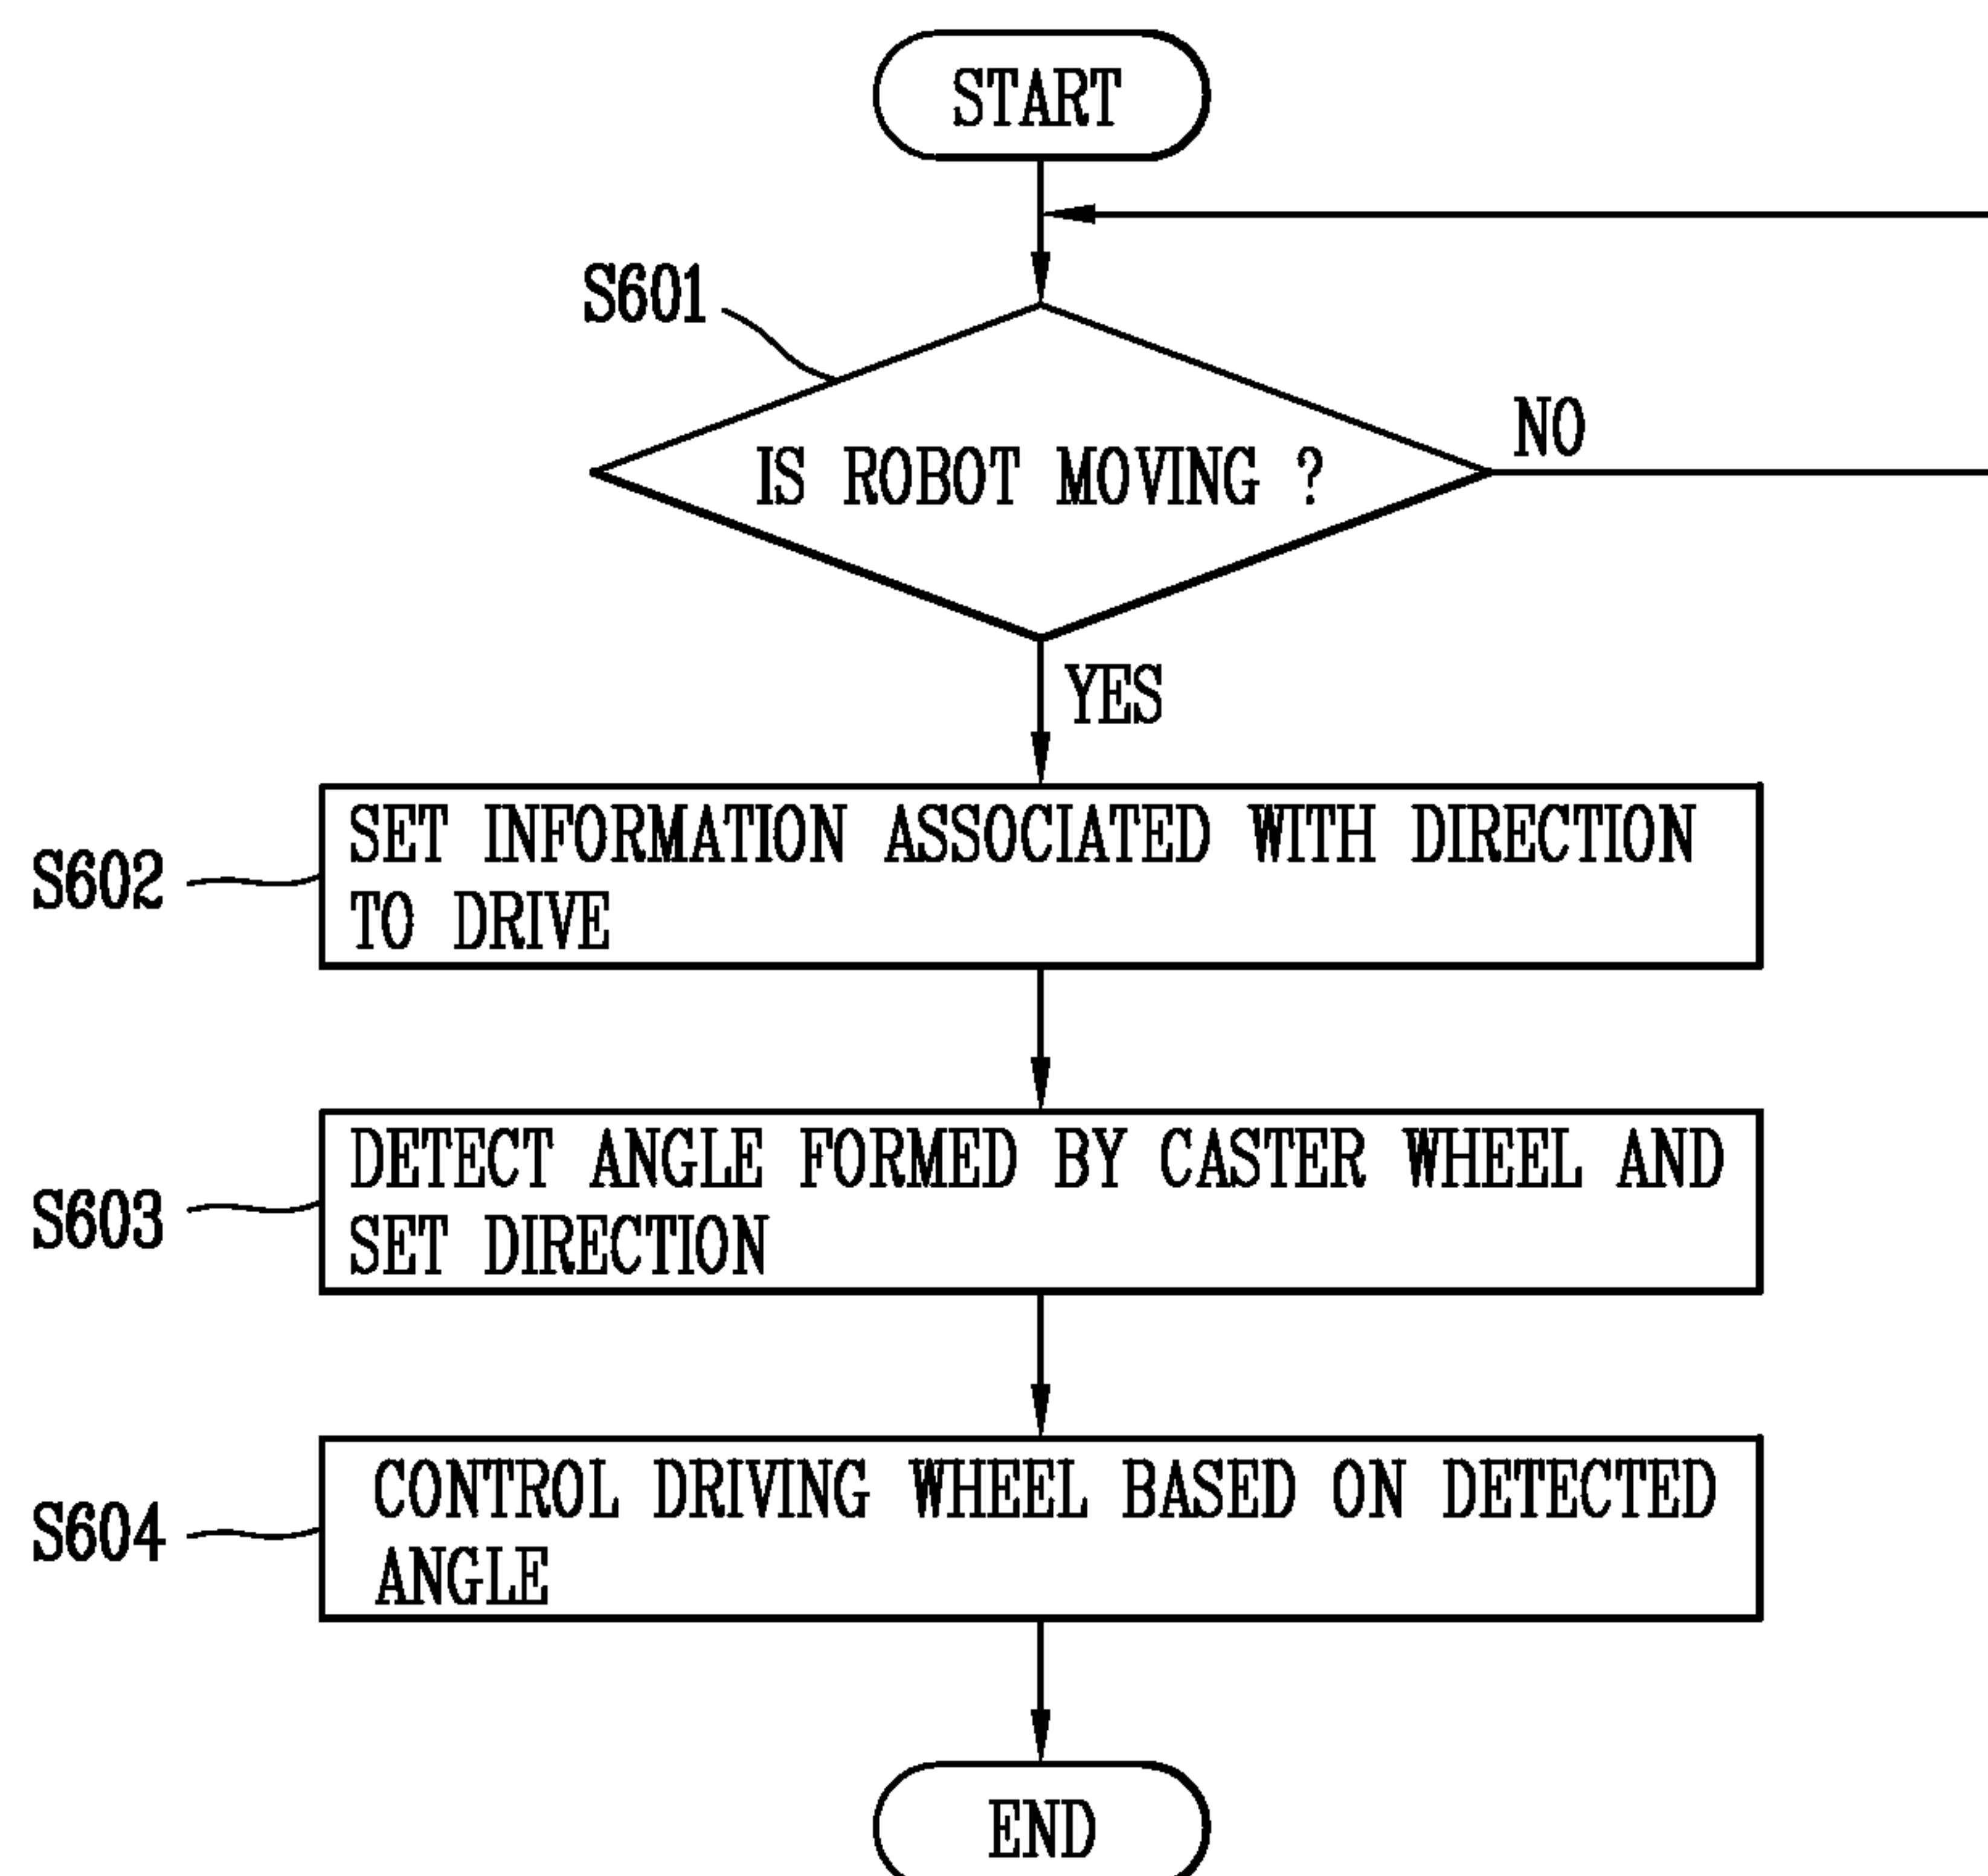 START
S601
IS ROBOT MOVING ?
NO
YES
S602
SET INFORMATION ASSOCIATED WITH DIRECTION
TO DRIVE
S603
DETECT ANGLE FORMED BY CASTER WHEEL AND
SET DIRECTION
S604
CONTROL DRIVING WHEEL BASED ON DETECTED
ANGLE
END